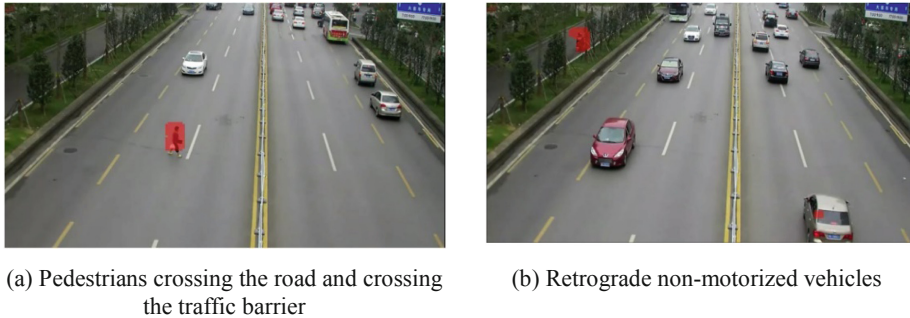 (a) Pedestrians crossing the road and crossing
the traffic barrier
(b) Retrograde non-motorized vehicles